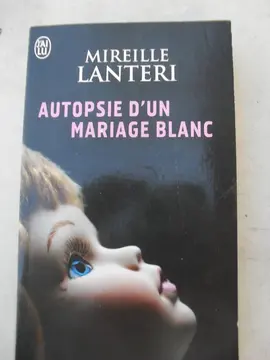 J'AI
LU
MIREILLE
LANTERI
AUTOPSIE D'UN
MARIAGE BLANC